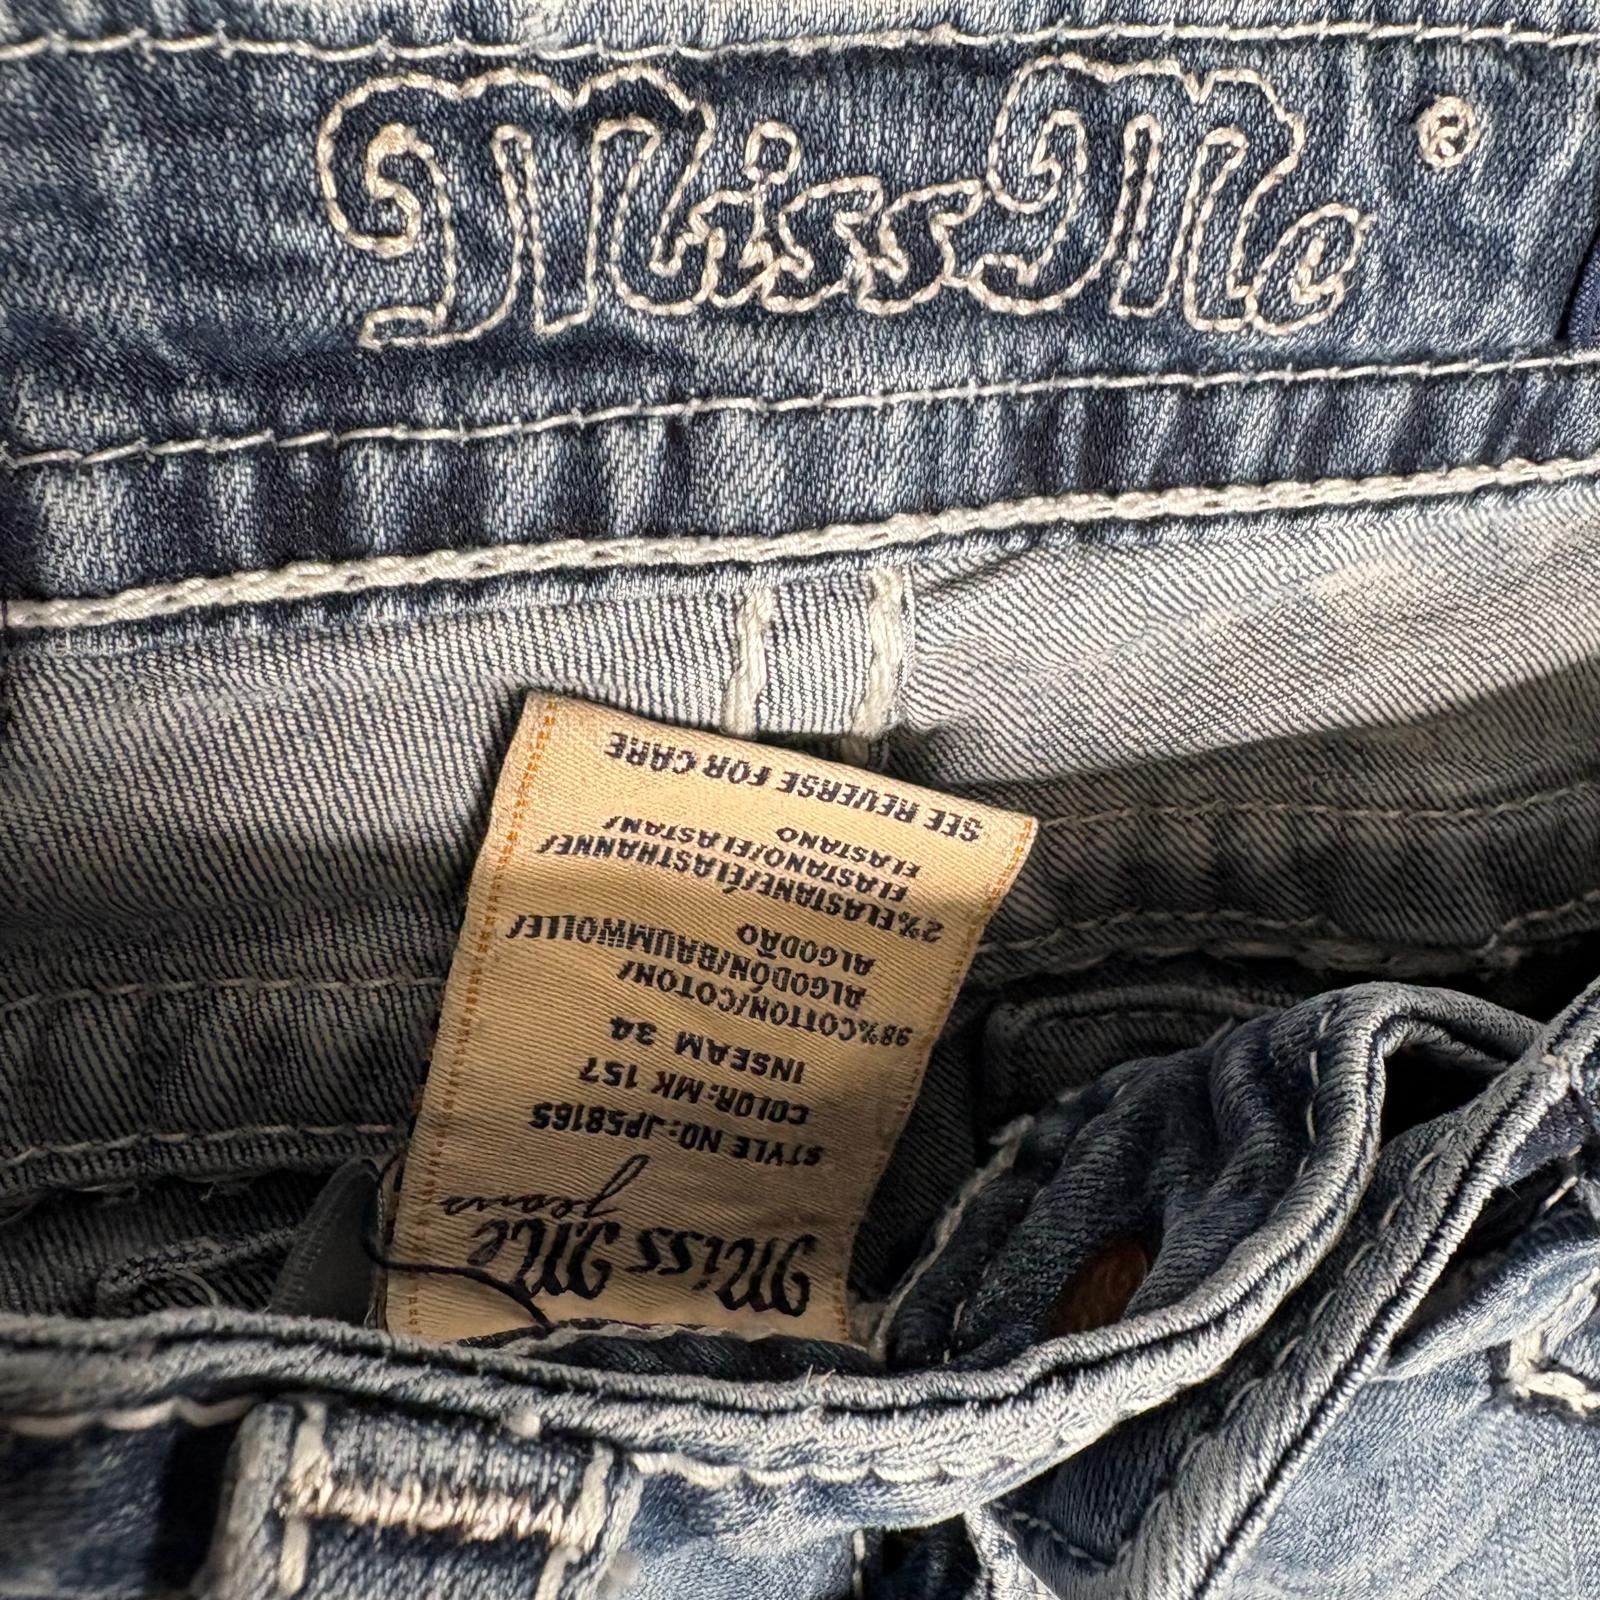 Miss Me ®
Miss Me
jeans
STYLE NO: JP5816S
COLOR: MK 157
INSEAM 34
98% COTTON/COTON/
ALGODÓN/BAUMWOLLE/
ALGODÃO
2% ELASTANE/ÉLASTHANNE/
ELASTANO/ELASTAN/
ELASTANO
SEE REVERSE FOR CARE